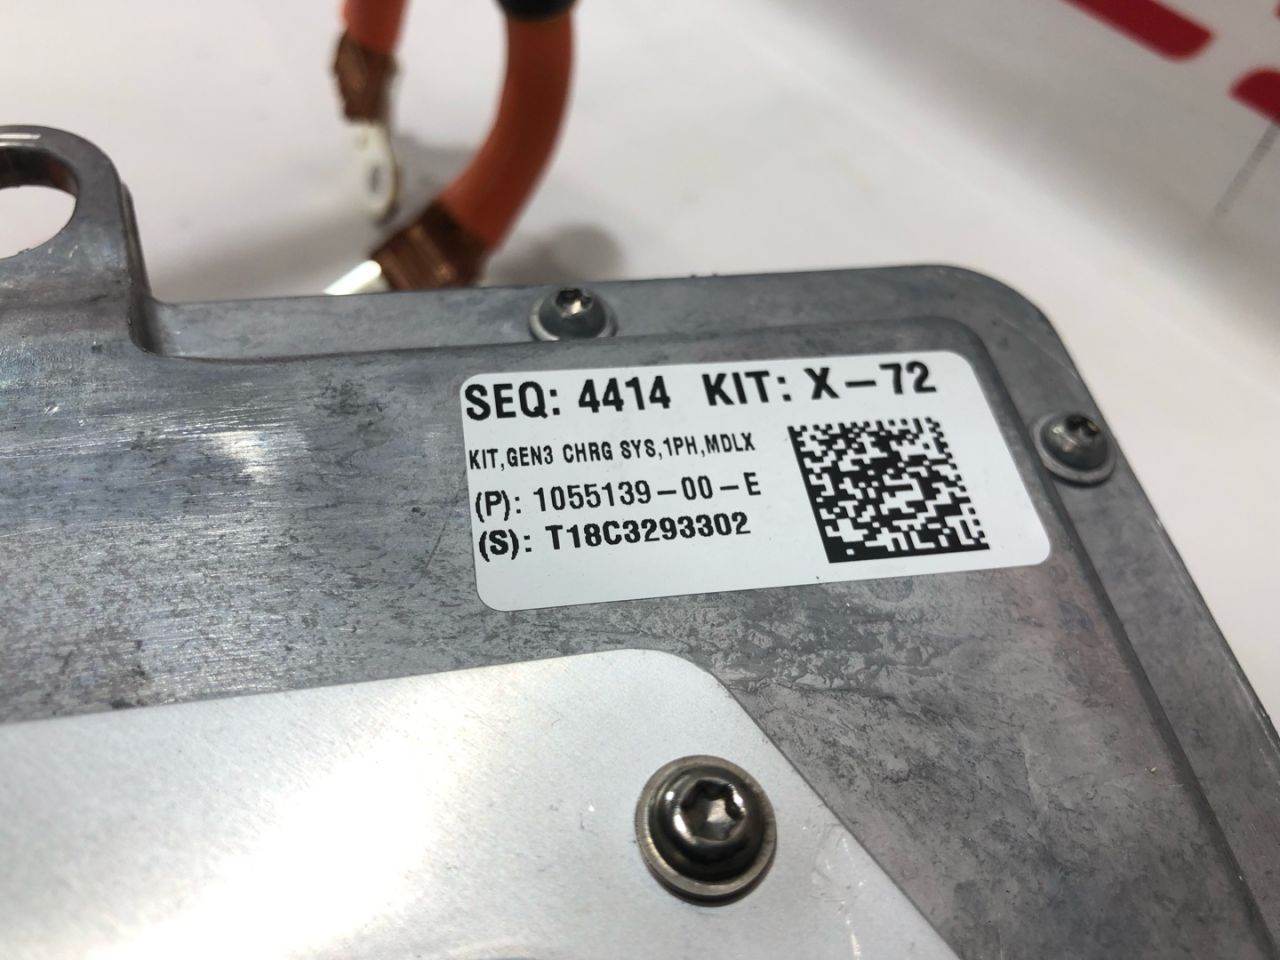 SEQ: 4414 KIT: X-72
KIT,GEN3 CHRG SYS,1PH,MDLX
(P): 1055139-00-E
(S): T18C3293302